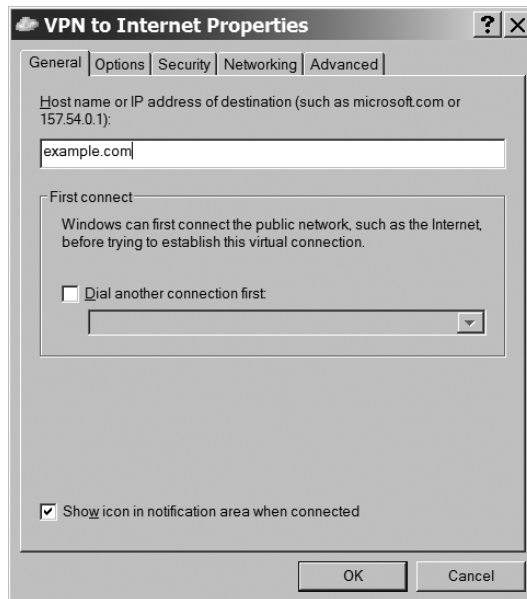 VPN to Internet Properties
General Options Security Networking Advanced
Host name or IP address of destination (such as microsoft.com or
157.54.0.1):
example.com
First connect
Windows can first connect the public network, such as the Internet,
before trying to establish this virtual connection.
Dial another connection first:
Show icon in notification area when connected
OK Cancel